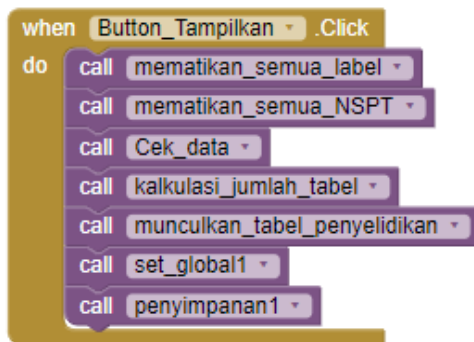 when Button_Tampilkan .Click
do call mematikan_semua_label
call mematikan_semua_NSPT
call Cek_data
call kalkulasi_jumlah_tabel
call munculkan_tabel_penyelidikan
call set_global1
call penyimpanan1